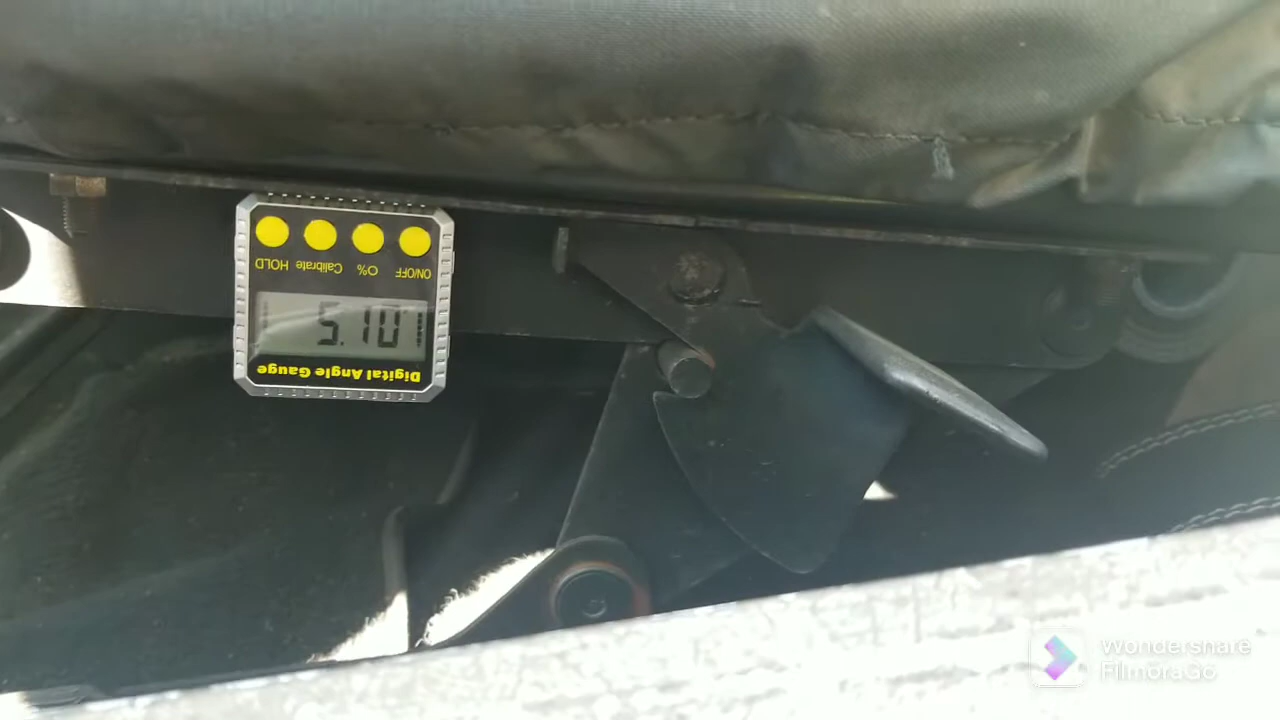 Digital Angle Gauge
5.10°
ON/OFF O% Calibrate HOLD
Wondershare
FilmoraGo